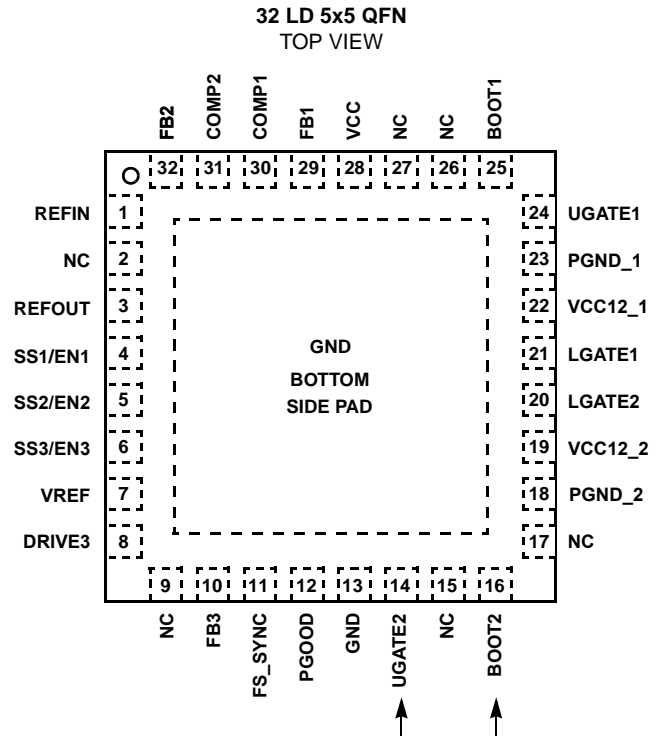 32 LD 5x5 QFN
TOP VIEW
FB2
COMP2
COMP1
FB1
VCC
NC
NC
BOOT1
32 31 30 29 28 27 26 25
REFIN 1 24 UGATE1
NC 2 23 PGND_1
REFOUT 3 22 VCC12_1
SS1/EN1 4 21 LGATE1
SS2/EN2 5 20 LGATE2
SS3/EN3 6 19 VCC12_2
VREF 7 18 PGND_2
DRIVE3 8 17 NC
GND
BOTTOM
SIDE PAD
9 10 11 12 13 14 15 16
NC
FB3
FS_SYNC
PGOOD
GND
UGATE2
NC
BOOT2